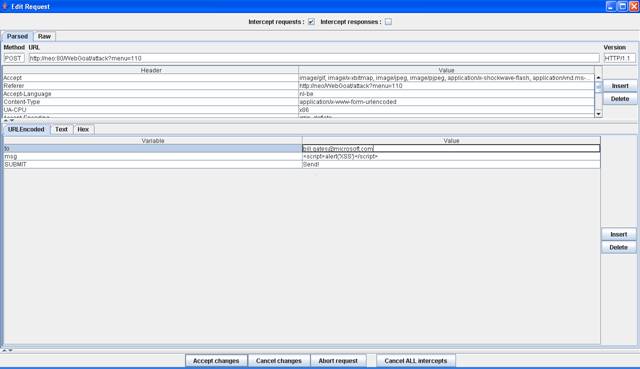 Edit Request
Intercept requests : Intercept responses :
Parsed Raw
Method URL Version
POST http://neo:80/WebGoat/attack?menu=110 HTTP/1.1
Header Value
Accept image/gif, image/x-xbitmap, image/jpeg, image/pjpeg, application/x-shockwave-flash, application/vnd.ms-...
Referer http://neo/WebGoat/attack?menu=110
Insert
Accept-Language nl-be
Content-Type application/x-www-form-urlencoded
Delete
UA-CPU x86
URLEncoded Text Hex
Variable Value
to bill.gates@microsoft.com
msg <script>alert('XSS')</script>
SUBMIT Send!
Insert
Delete
Accept changes Cancel changes Abort request Cancel ALL intercepts